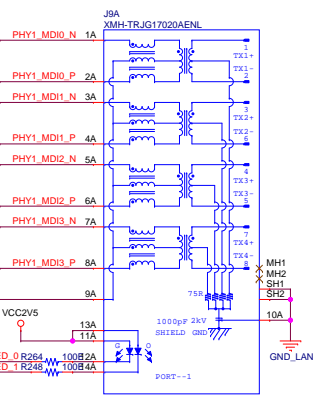 J9A
XMH-TRJG17020AENL
PHY1_MDI0_N 1A
1
TX1+
TX1-
PHY1_MDI0_P 2A 2
PHY1_MDI1_N 3A 3
TX2+
TX2-
PHY1_MDI1_P 4A 6
PHY1_MDI2_N 5A 4
TX3+
TX3-
PHY1_MDI2_P 6A 5
PHY1_MDI3_N 7A 7
TX4+
TX4-
PHY1_MDI3_P 8A 8
MH1
MH2
SH1
9A 75R SH2
VCC2V5 10A
1000pF 2kV
13A SHIELD GND
11A G O GND_LAN
ED_0 R264 12A
ED_1 R248 14A
PORT--1